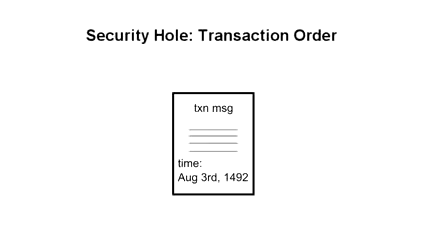 Security Hole: Transaction Order
txn msg
time:
Aug 3rd, 1492